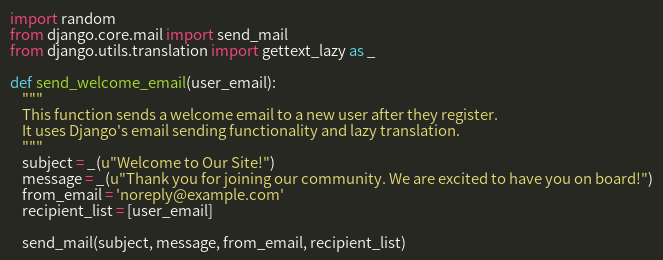 import random
from django.core.mail import send_mail
from django.utils.translation import gettext_lazy as _

def send_welcome_email(user_email):
    """
    This function sends a welcome email to a new user after they register.
    It uses Django's email sending functionality and lazy translation.
    """
    subject = _(u"Welcome to Our Site!")
    message = _(u"Thank you for joining our community. We are excited to have you on board!")
    from_email = 'noreply@example.com'
    recipient_list = [user_email]

    send_mail(subject, message, from_email, recipient_list)